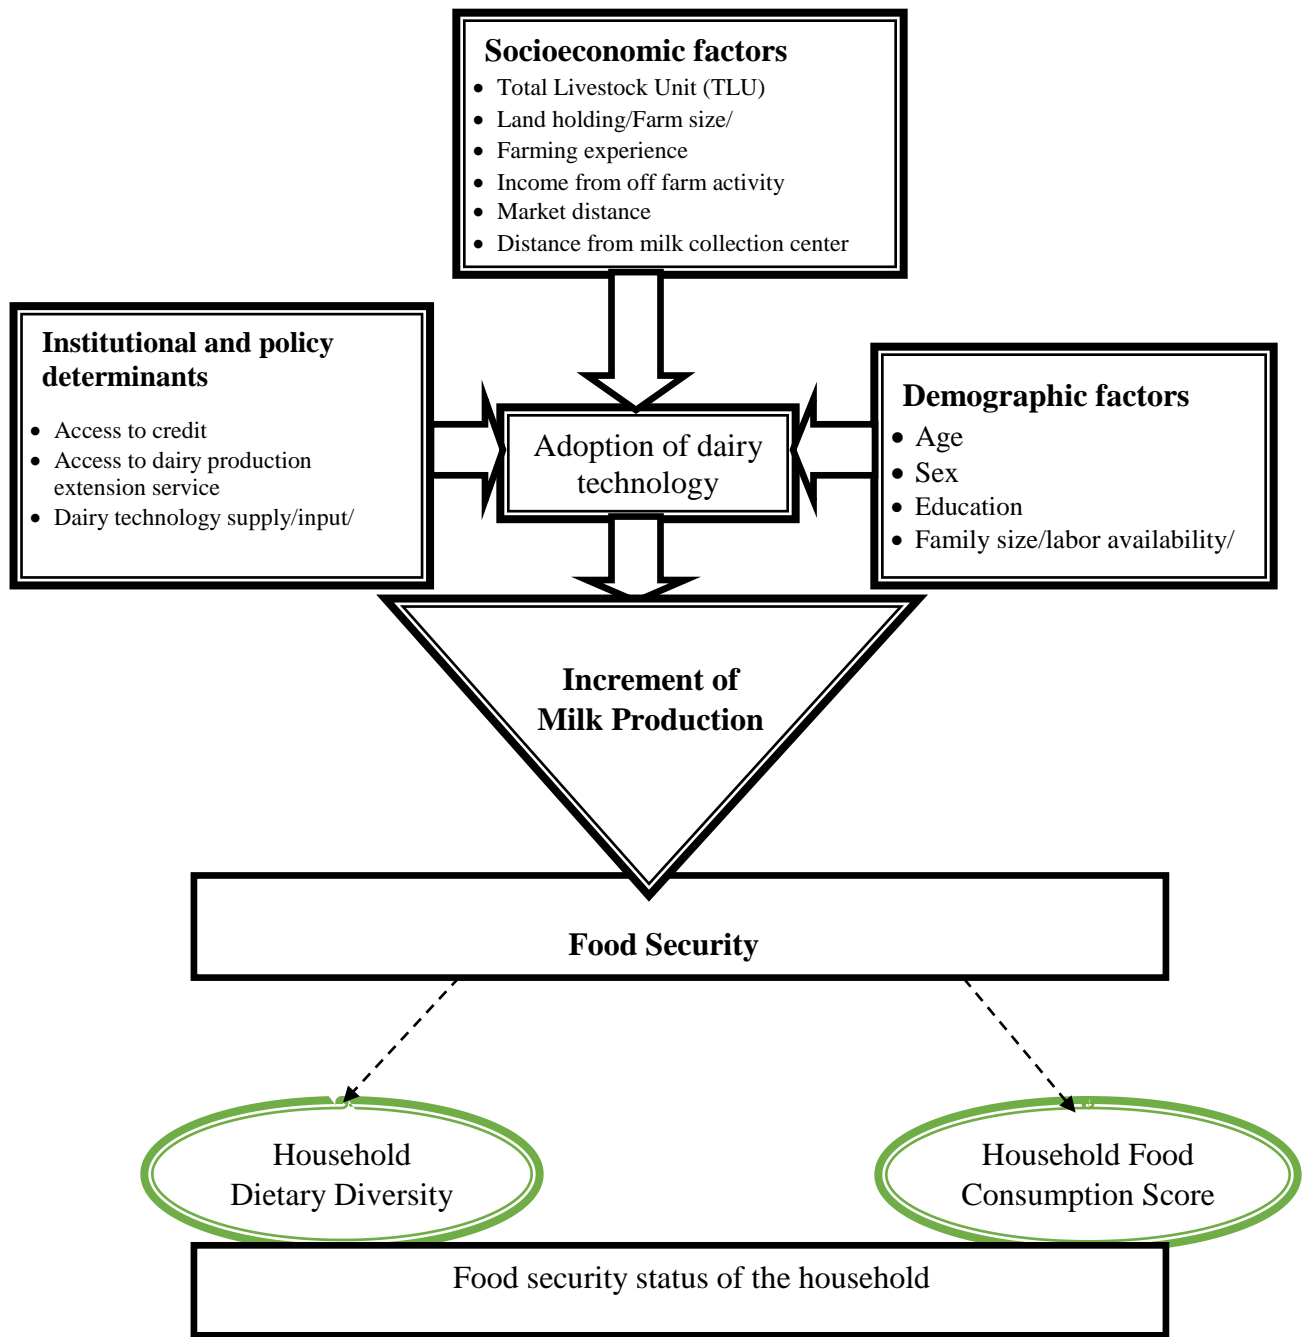 Socioeconomic factors
• Total Livestock Unit (TLU)
• Land holding/Farm size/
• Farming experience
• Income from off farm activity
• Market distance
• Distance from milk collection center
Institutional and policy
determinants
• Access to credit
• Access to dairy production
extension service
• Dairy technology supply/input/
Adoption of dairy
technology
Demographic factors
• Age
• Sex
• Education
• Family size/labor availability/
Increment of
Milk Production
Food Security
Household
Dietary Diversity
Household Food
Consumption Score
Food security status of the household